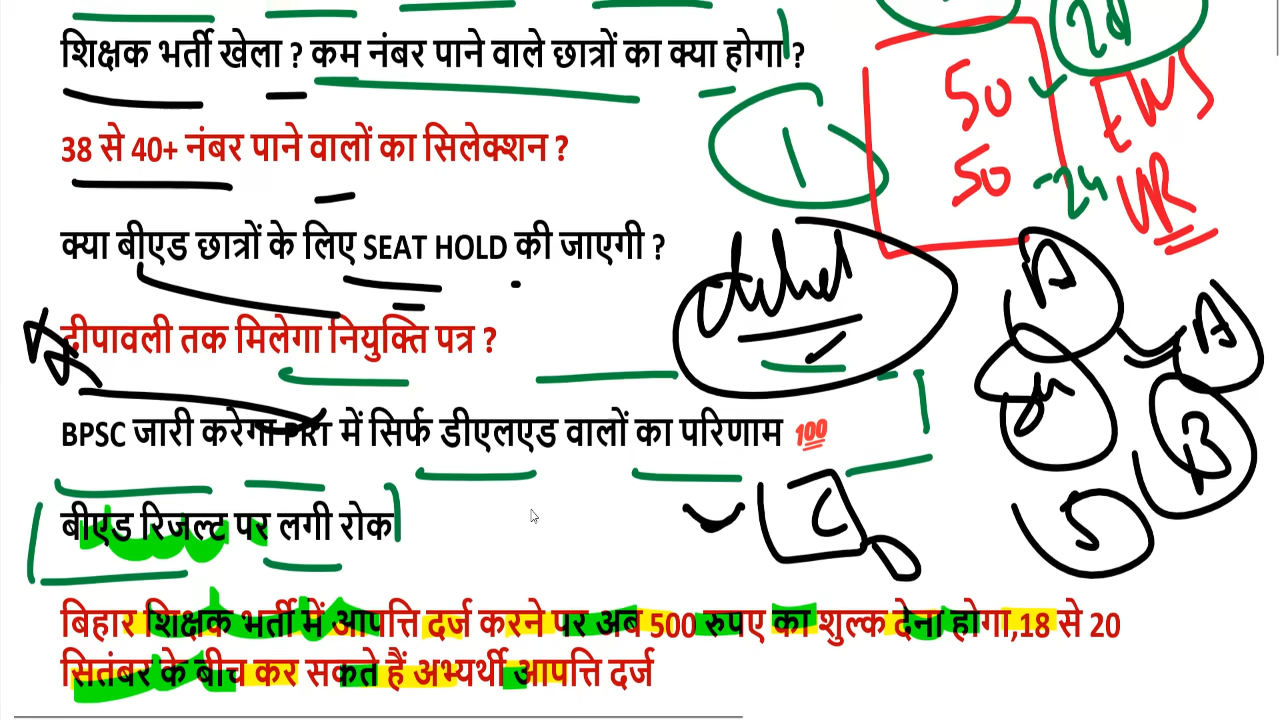 शिक्षक भर्ती खेला ? कम नंबर पाने वाले छात्रों का क्या होगा ?
38 से 40+ नंबर पाने वालों का सिलेक्शन ?
क्या बीएड छात्रों के लिए SEAT HOLD की जाएगी ?
दीपावली तक मिलेगा नियुक्ति पत्र ?
BPSC जारी करेगा PRT में सिर्फ डीएलएड वालों का परिणाम 💯
बीएड रिजल्ट पर लगी रोक
बिहार शिक्षक भर्ती में आपत्ति दर्ज करने पर अब 500 रुपए का शुल्क देना होगा,18 से 20
सितंबर के बीच कर सकते हैं अभ्यर्थी आपत्ति दर्ज
50 EWS
50 -24 UR
1
A
A
B
C